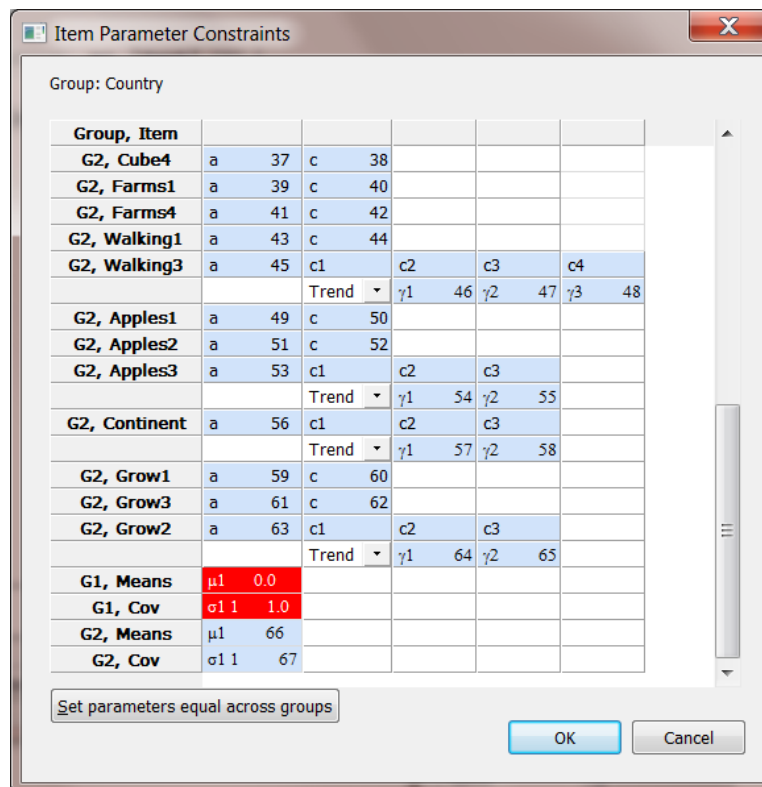 Item Parameter Constraints
Group: Country
Group, Item
G2, Cube4 a 37 c 38
G2, Farms1 a 39 c 40
G2, Farms4 a 41 c 42
G2, Walking1 a 43 c 44
G2, Walking3 a 45 c1 c2 c3 c4
Trend γ1 46 γ2 47 γ3 48
G2, Apples1 a 49 c 50
G2, Apples2 a 51 c 52
G2, Apples3 a 53 c1 c2 c3
Trend γ1 54 γ2 55
G2, Continent a 56 c1 c2 c3
Trend γ1 57 γ2 58
G2, Grow1 a 59 c 60
G2, Grow3 a 61 c 62
G2, Grow2 a 63 c1 c2 c3
Trend γ1 64 γ2 65
G1, Means μ1 0.0
G1, Cov σ1 1 1.0
G2, Means μ1 66
G2, Cov σ1 1 67
Set parameters equal across groups
OK Cancel